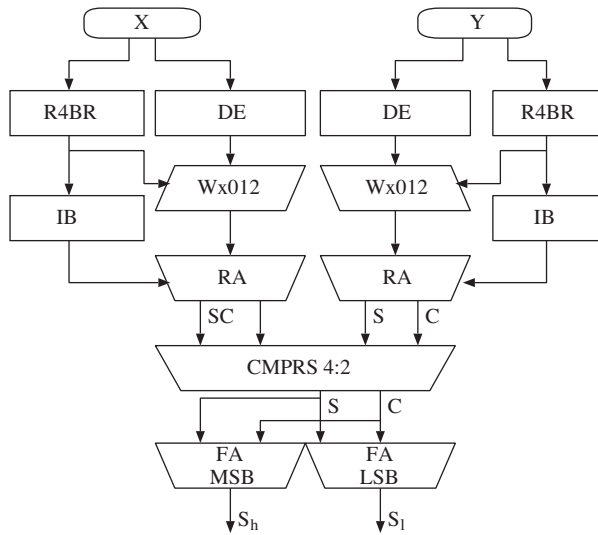 X Y
R4BR DE DE R4BR
Wx012 Wx012
IB IB
RA RA
SC S C
CMPRS 4:2
S C
FA FA
MSB LSB
Sh Sl